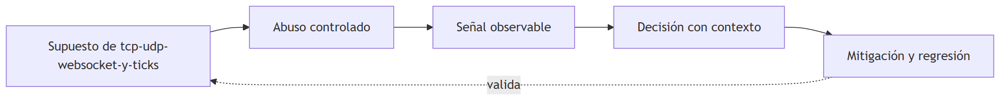 Supuesto de tcp-udp-
websocket-y-ticks
Abuso controlado
Señal observable
Decisión con contexto
Mitigación y regresión
valida